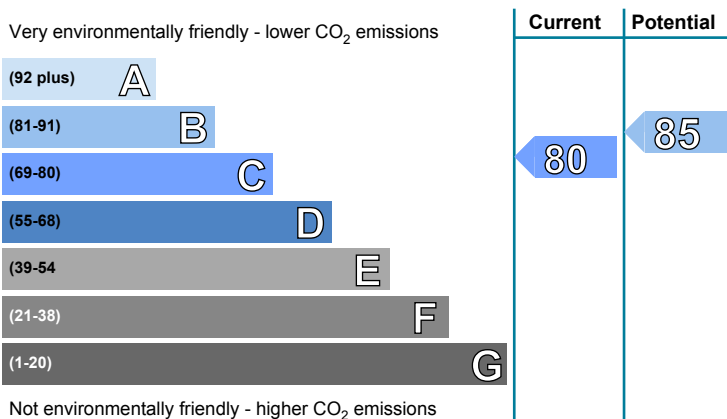 Very environmentally friendly - lower CO₂ emissions
Current
Potential
(92 plus) A
(81-91) B
(69-80) C
(55-68) D
(39-54 E
(21-38) F
(1-20) G
80
85
Not environmentally friendly - higher CO₂ emissions